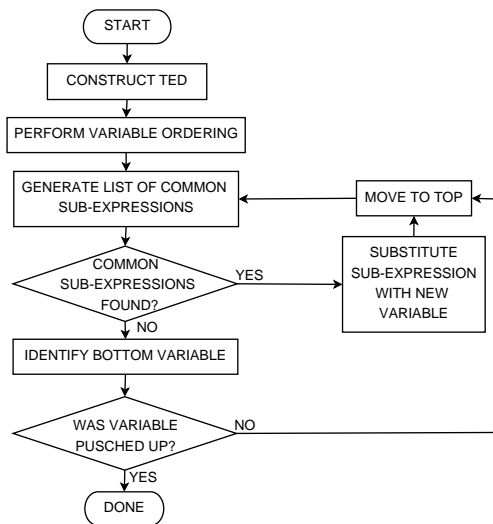 START
CONSTRUCT TED
PERFORM VARIABLE ORDERING
GENERATE LIST OF COMMON
SUB-EXPRESSIONS
MOVE TO TOP
COMMON
SUB-EXPRESSIONS
FOUND?
YES
SUBSTITUTE
SUB-EXPRESSION
WITH NEW
VARIABLE
NO
IDENTIFY BOTTOM VARIABLE
WAS VARIABLE
PUSCHED UP?
NO
YES
DONE